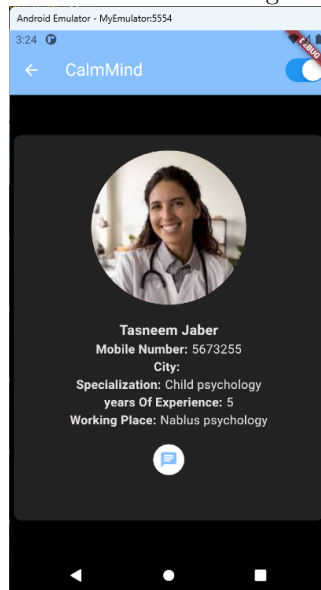 Android Emulator - MyEmulator:5554
3:24
DEBUG
CalmMind
Tasneem Jaber
Mobile Number: 5673255
City:
Specialization: Child psychology
years Of Experience: 5
Working Place: Nablus psychology